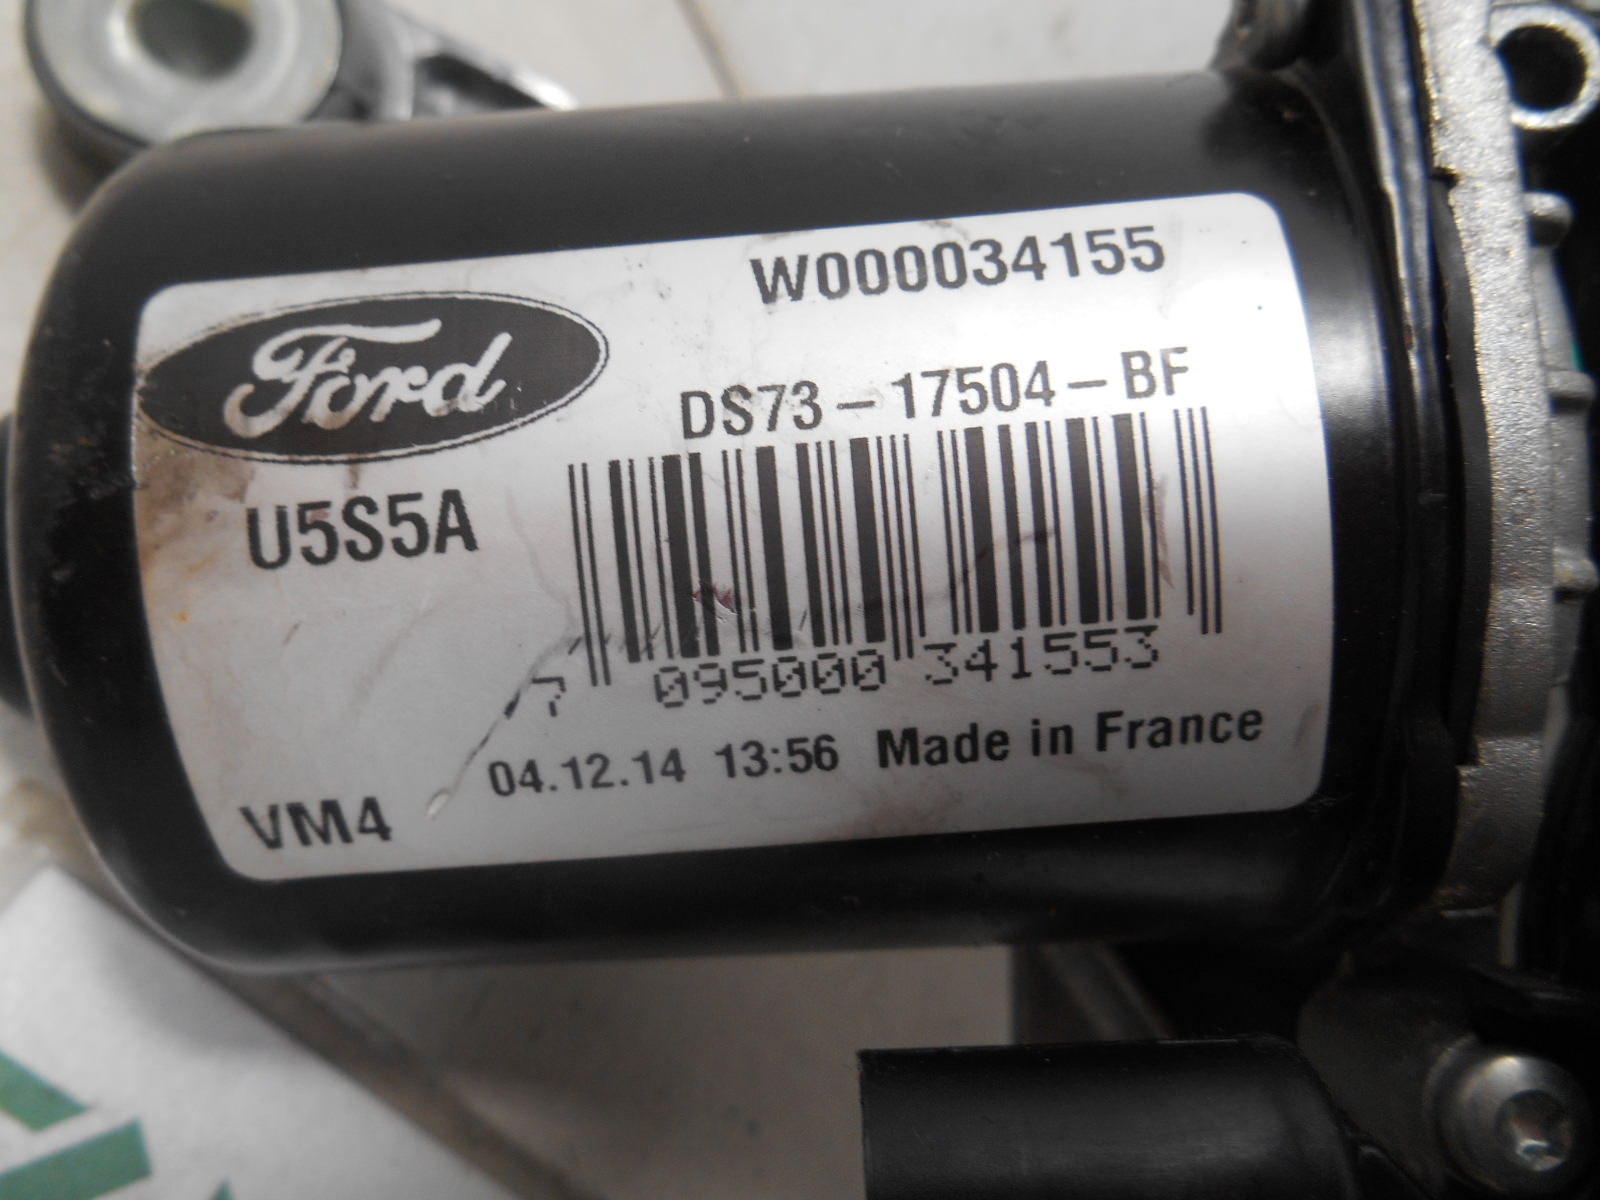 W000034155
Ford
DS73-17504-BF
U5S5A
7 095000 341553
04.12.14 13:56 Made in France
VM4